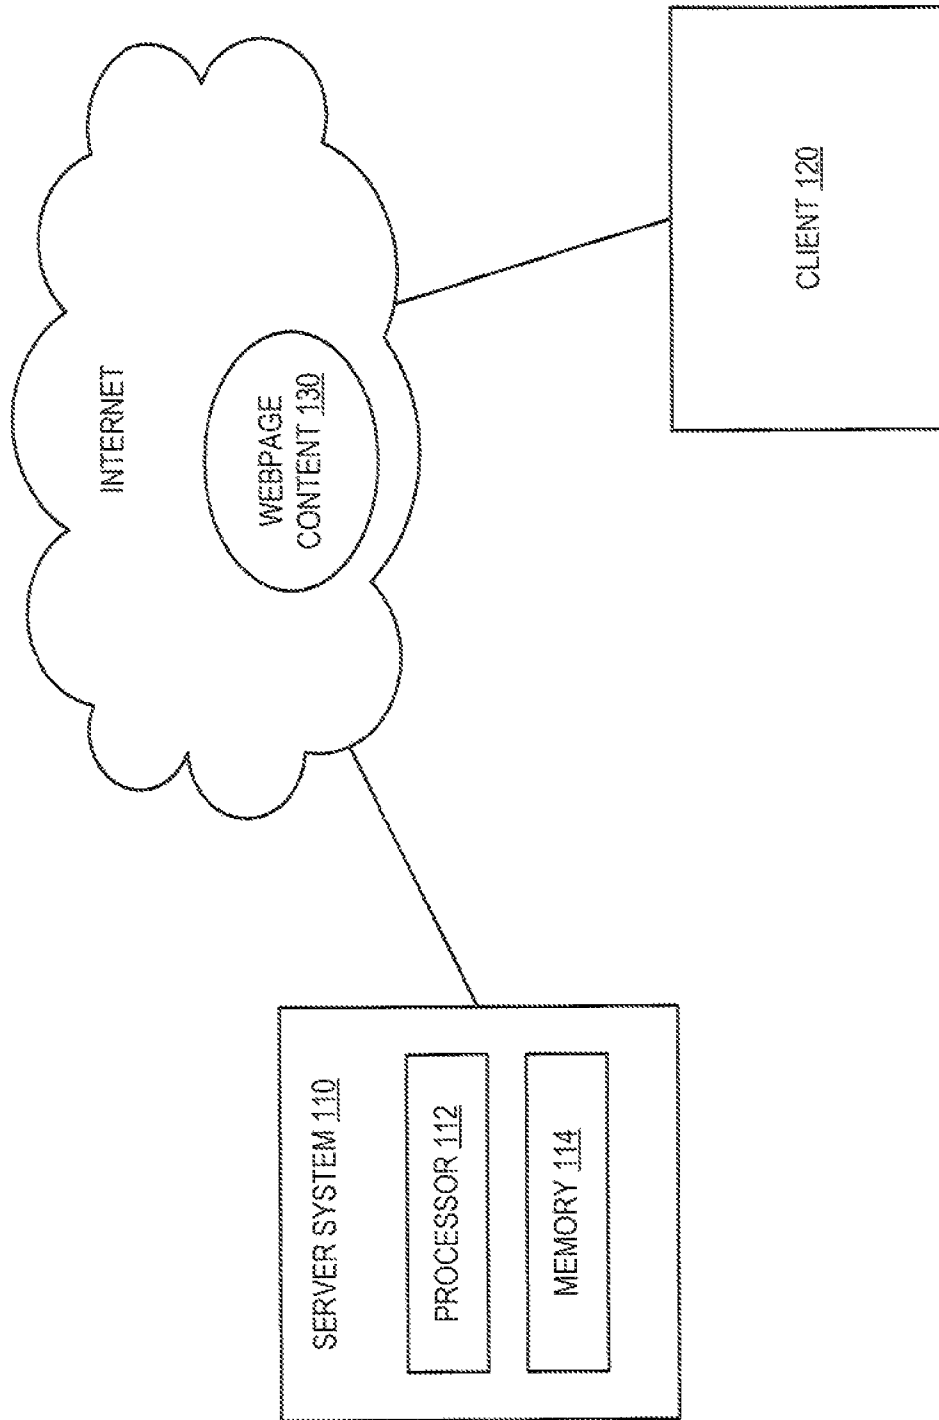 INTERNET
WEBPAGE
CONTENT 130
SERVER SYSTEM 110
PROCESSOR 112
MEMORY 114
CLIENT 120